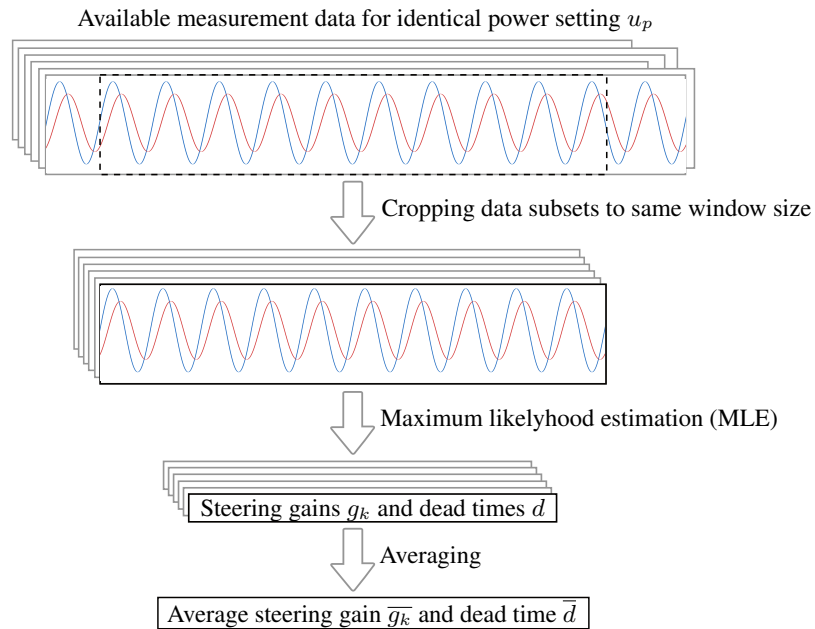 Available measurement data for identical power setting $u_p$
Cropping data subsets to same window size
Maximum likelyhood estimation (MLE)
Steering gains $g_k$ and dead times $d$
Averaging
Average steering gain $\overline{g_k}$ and dead time $\overline{d}$